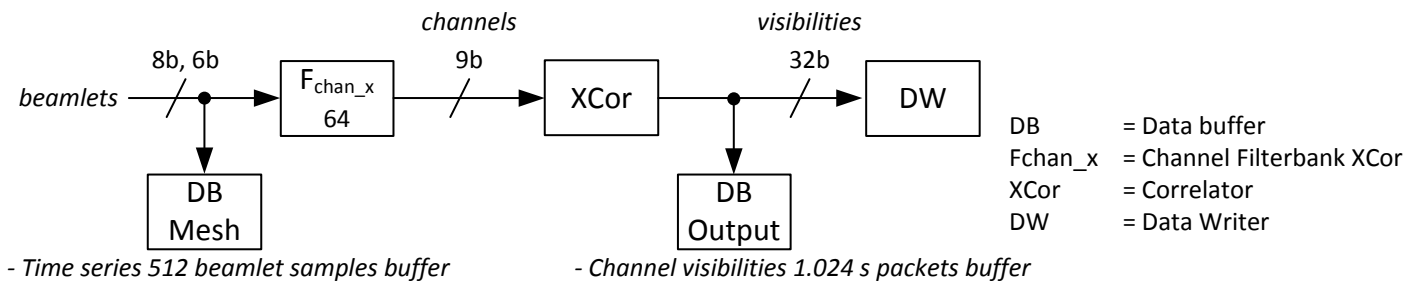 channels visibilities
8b, 6b 9b 32b
beamlets F chan_x 64 XCor DW
DB = Data buffer
Fchan_x = Channel Filterbank XCor
DB Mesh DB Output XCor = Correlator
DW = Data Writer
- Time series 512 beamlet samples buffer - Channel visibilities 1.024 s packets buffer